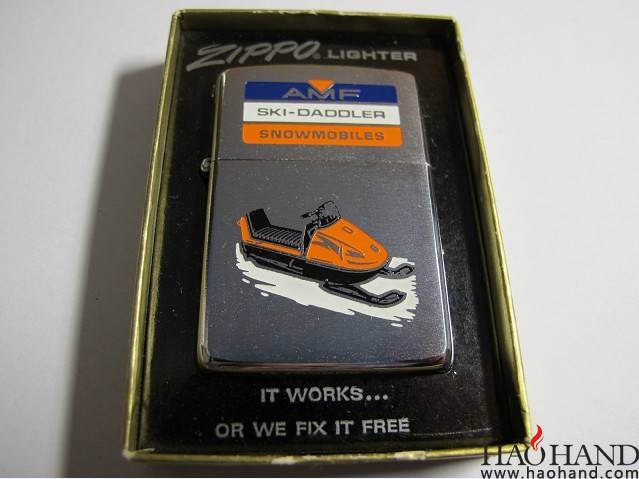 ZIPPO® LIGHTER
AMF
SKI-DADDLER
SNOWMOBILES
IT WORKS...
OR WE FIX IT FREE
HAOHAND
www.haohand.com